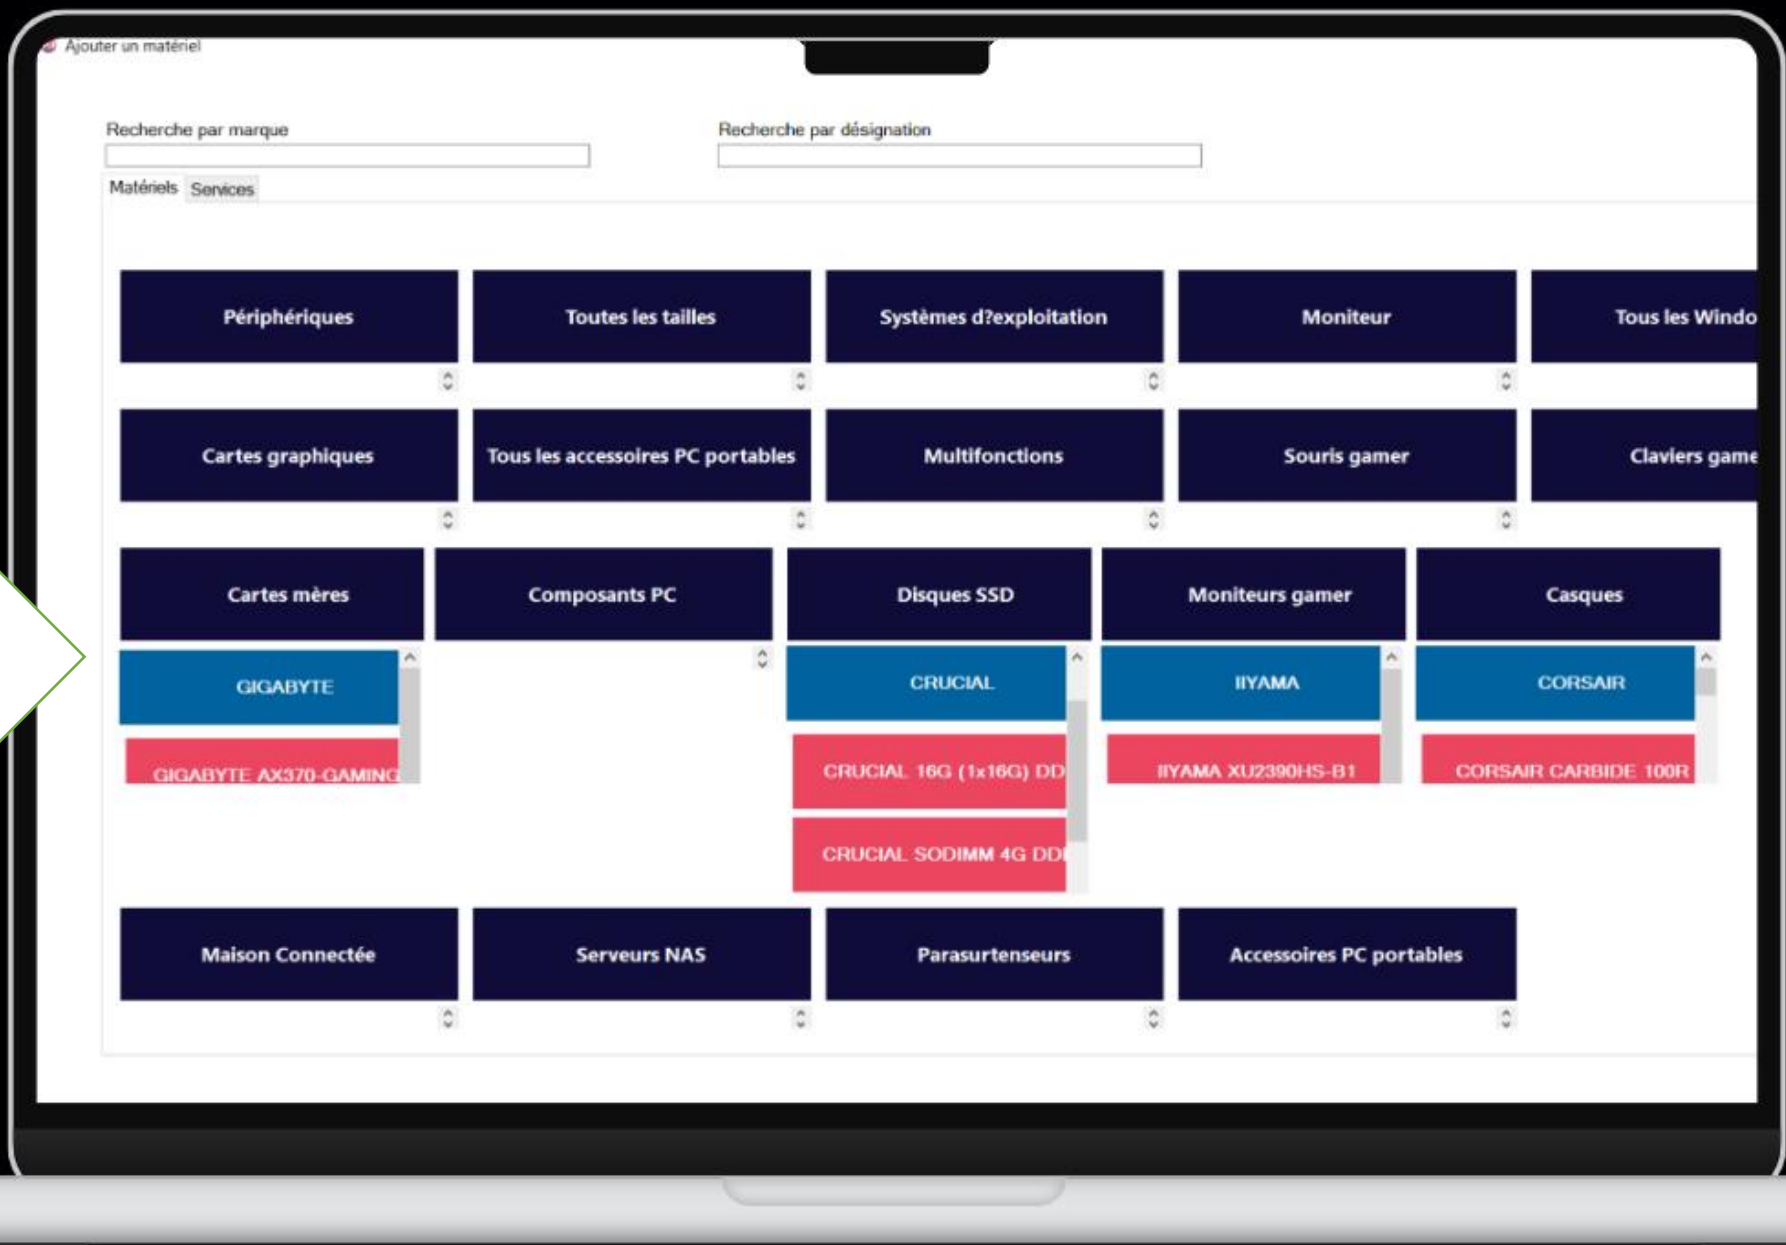 Ajouter un matériel
Recherche par marque Recherche par désignation
Matériels Services
Périphériques Toutes les tailles Systèmes d?exploitation Moniteur Tous les Windo
Cartes graphiques Tous les accessoires PC portables Multifonctions Souris gamer Claviers game
Cartes mères Composants PC Disques SSD Moniteurs gamer Casques
GIGABYTE CRUCIAL IIYAMA CORSAIR
GIGABYTE AX370-GAMING CRUCIAL 16G (1x16G) DD IIYAMA XU2390HS-B1 CORSAIR CARBIDE 100R
CRUCIAL SODIMM 4G DD
Maison Connectée Serveurs NAS Parasurtenseurs Accessoires PC portables